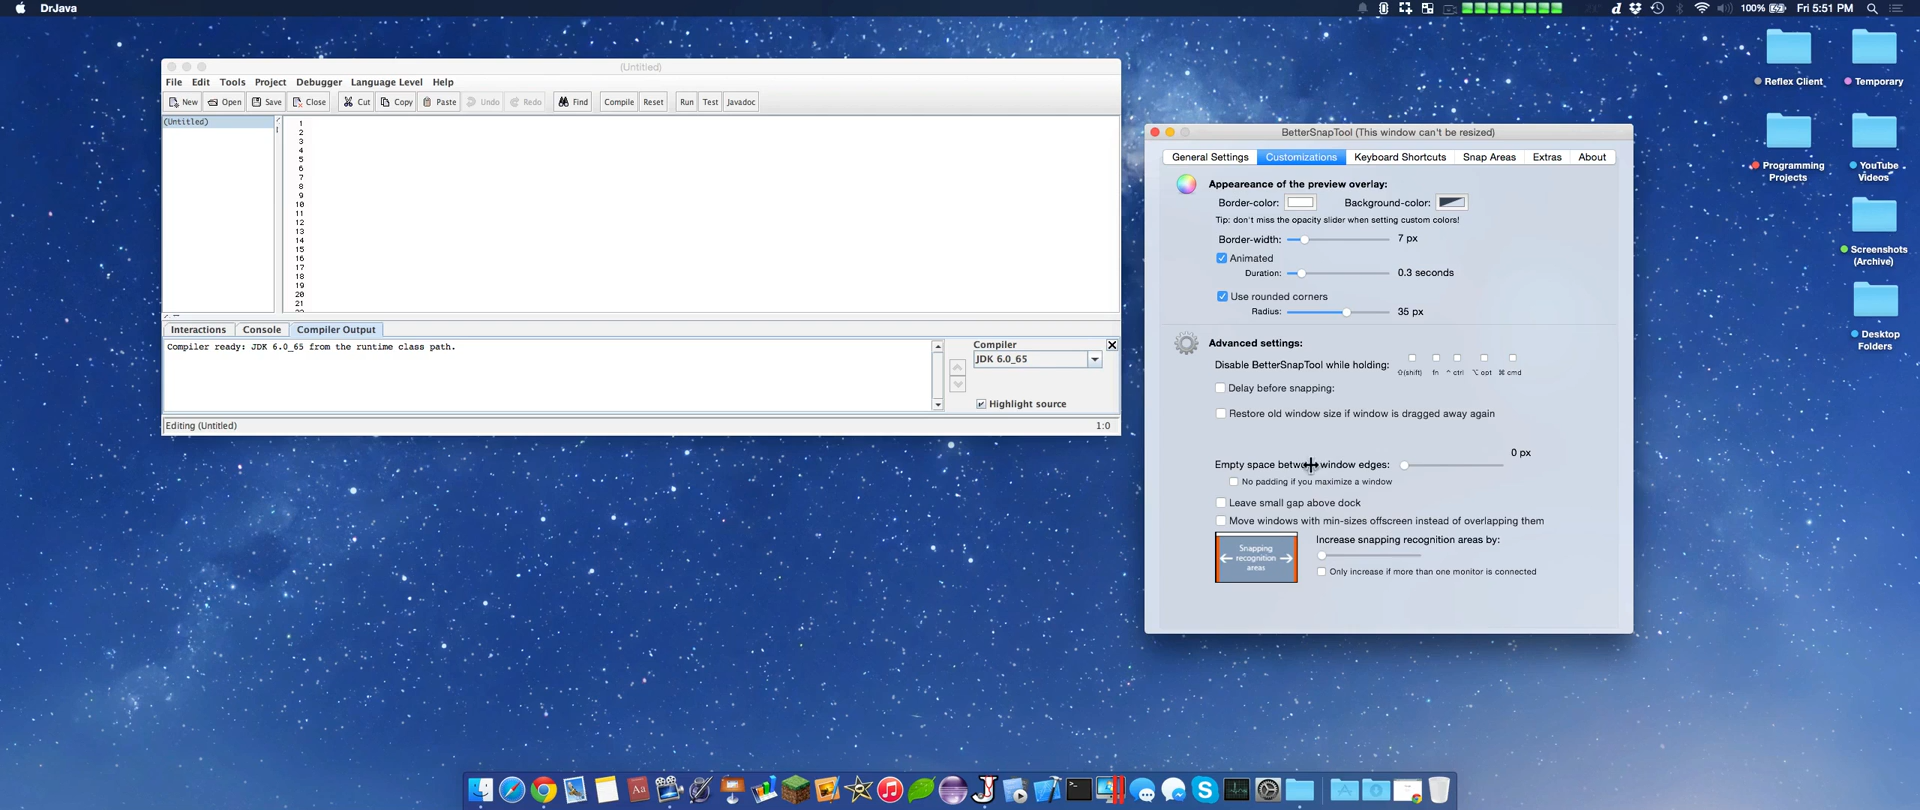 DrJava
100%
Fri 5:51 PM
(Untitled)
File Edit Tools Project Debugger Language Level Help
New Open Save Close Cut Copy Paste Undo Redo Find Compile Reset Run Test Javadoc
(Untitled)
1
2
3
4
5
6
7
8
9
10
11
12
13
14
15
16
17
18
19
20
21
Interactions Console Compiler Output
Compiler ready: JDK 6.0_65 from the runtime class path.
Compiler
JDK 6.0_65
Highlight source
Editing (Untitled)
1:0
BetterSnapTool (This window can't be resized)
General Settings Customizations Keyboard Shortcuts Snap Areas Extras About
Appeareance of the preview overlay:
Border-color: Background-color:
Tip: don't miss the opacity slider when setting custom colors!
Border-width: 7 px
Animated
Duration: 0.3 seconds
Use rounded corners
Radius: 35 px
Advanced settings:
Disable BetterSnapTool while holding:
⇧(shift) fn ^ ctrl ⌥ opt ⌘ cmd
Delay before snapping:
Restore old window size if window is dragged away again
0 px
Empty space between window edges:
No padding if you maximize a window
Leave small gap above dock
Move windows with min-sizes offscreen instead of overlapping them
Snapping
recognition
areas
Increase snapping recognition areas by:
Only increase if more than one monitor is connected
Reflex Client
Temporary
Programming
Projects
YouTube
Videos
Screenshots
(Archive)
Desktop
Folders